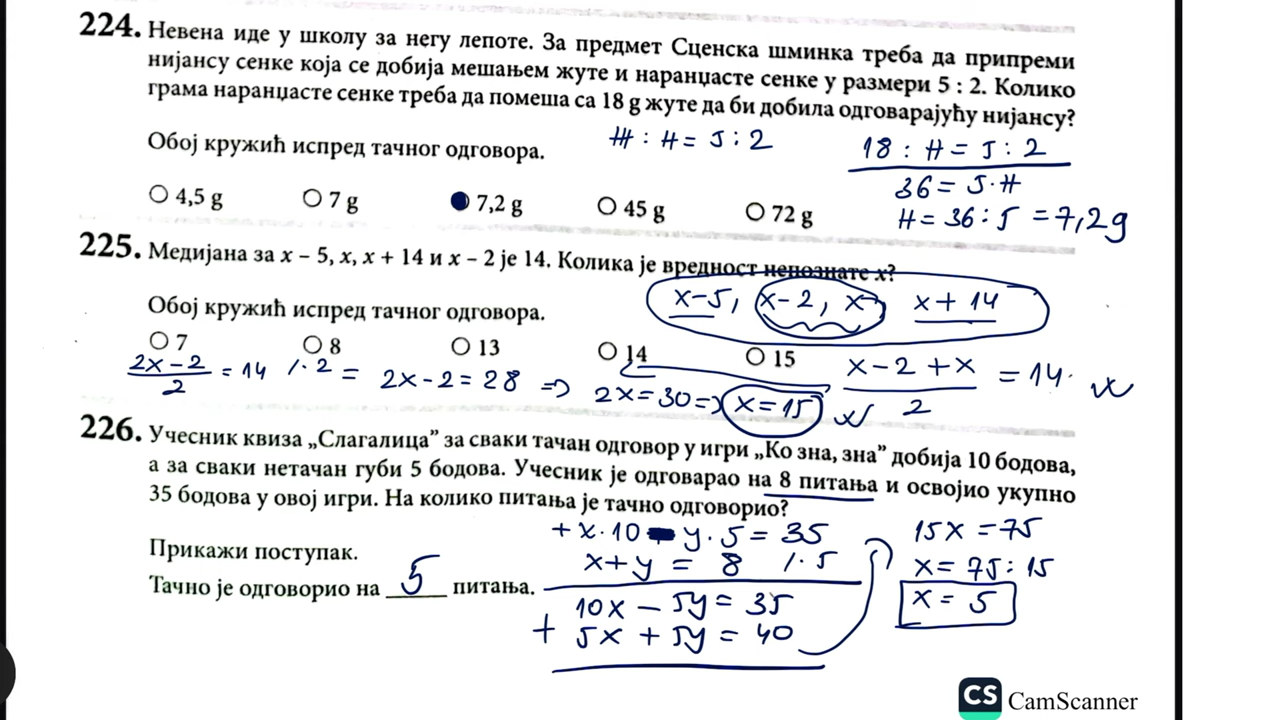 224. Невена иде у школу за негу лепоте. За предмет Сценска шминка треба да припреми
нијансу сенке која се добија мешањем жуте и наранџасте сенке у размери 5 : 2. Колико
грама наранџасте сенке треба да помеша са 18 g жуте да би добила одговарајућу нијансу?
Обој кружић испред тачног одговора.
Ж : Н = 5 : 2
18 : Н = 5 : 2
36 = 5·Н
Н = 36 : 5 = 7,2g
4,5 g 7 g 7,2 g 45 g 72 g
225. Медијана за x – 5, x, x + 14 и x – 2 је 14. Колика је вредност непознате x?
x-5, x-2, x x+14
Обој кружић испред тачног одговора.
7 8 13 14 15
2x-2/2 = 14 /·2 = 2x-2 = 28 => 2x=30 => x=15
x-2+x/2 = 14
226. Учесник квиза „Слагалица” за сваки тачан одговор у игри „Ко зна, зна” добија 10 бодова,
а за сваки нетачан губи 5 бодова. Учесник је одговарао на 8 питања и освојио укупно
35 бодова у овој игри. На колико питања је тачно одговорио?
+x·10 - y·5 = 35
x+y = 8 /·5
Прикажи поступак.
Тачно је одговорио на 5 питања.
10x - 5y = 35
+ 5x + 5y = 40
15x = 75
x = 75 : 15
x = 5
CS CamScanner